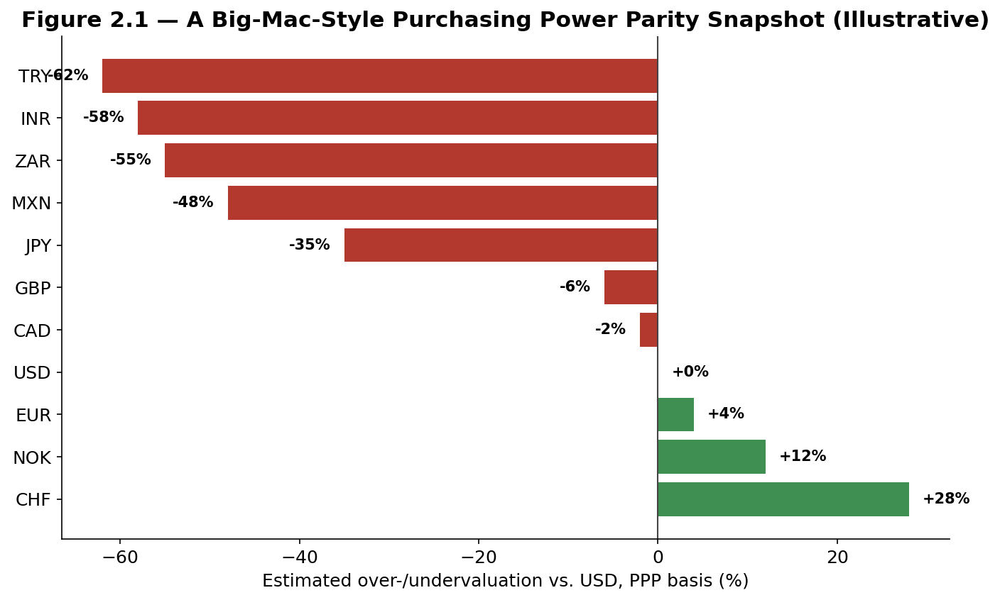 Figure 2.1 — A Big-Mac-Style Purchasing Power Parity Snapshot (Illustrative)
TRY -62%
INR -58%
ZAR -55%
MXN -48%
JPY -35%
GBP -6%
CAD -2%
USD +0%
EUR +4%
NOK +12%
CHF +28%
−60 −40 −20 0 20
Estimated over-/undervaluation vs. USD, PPP basis (%)